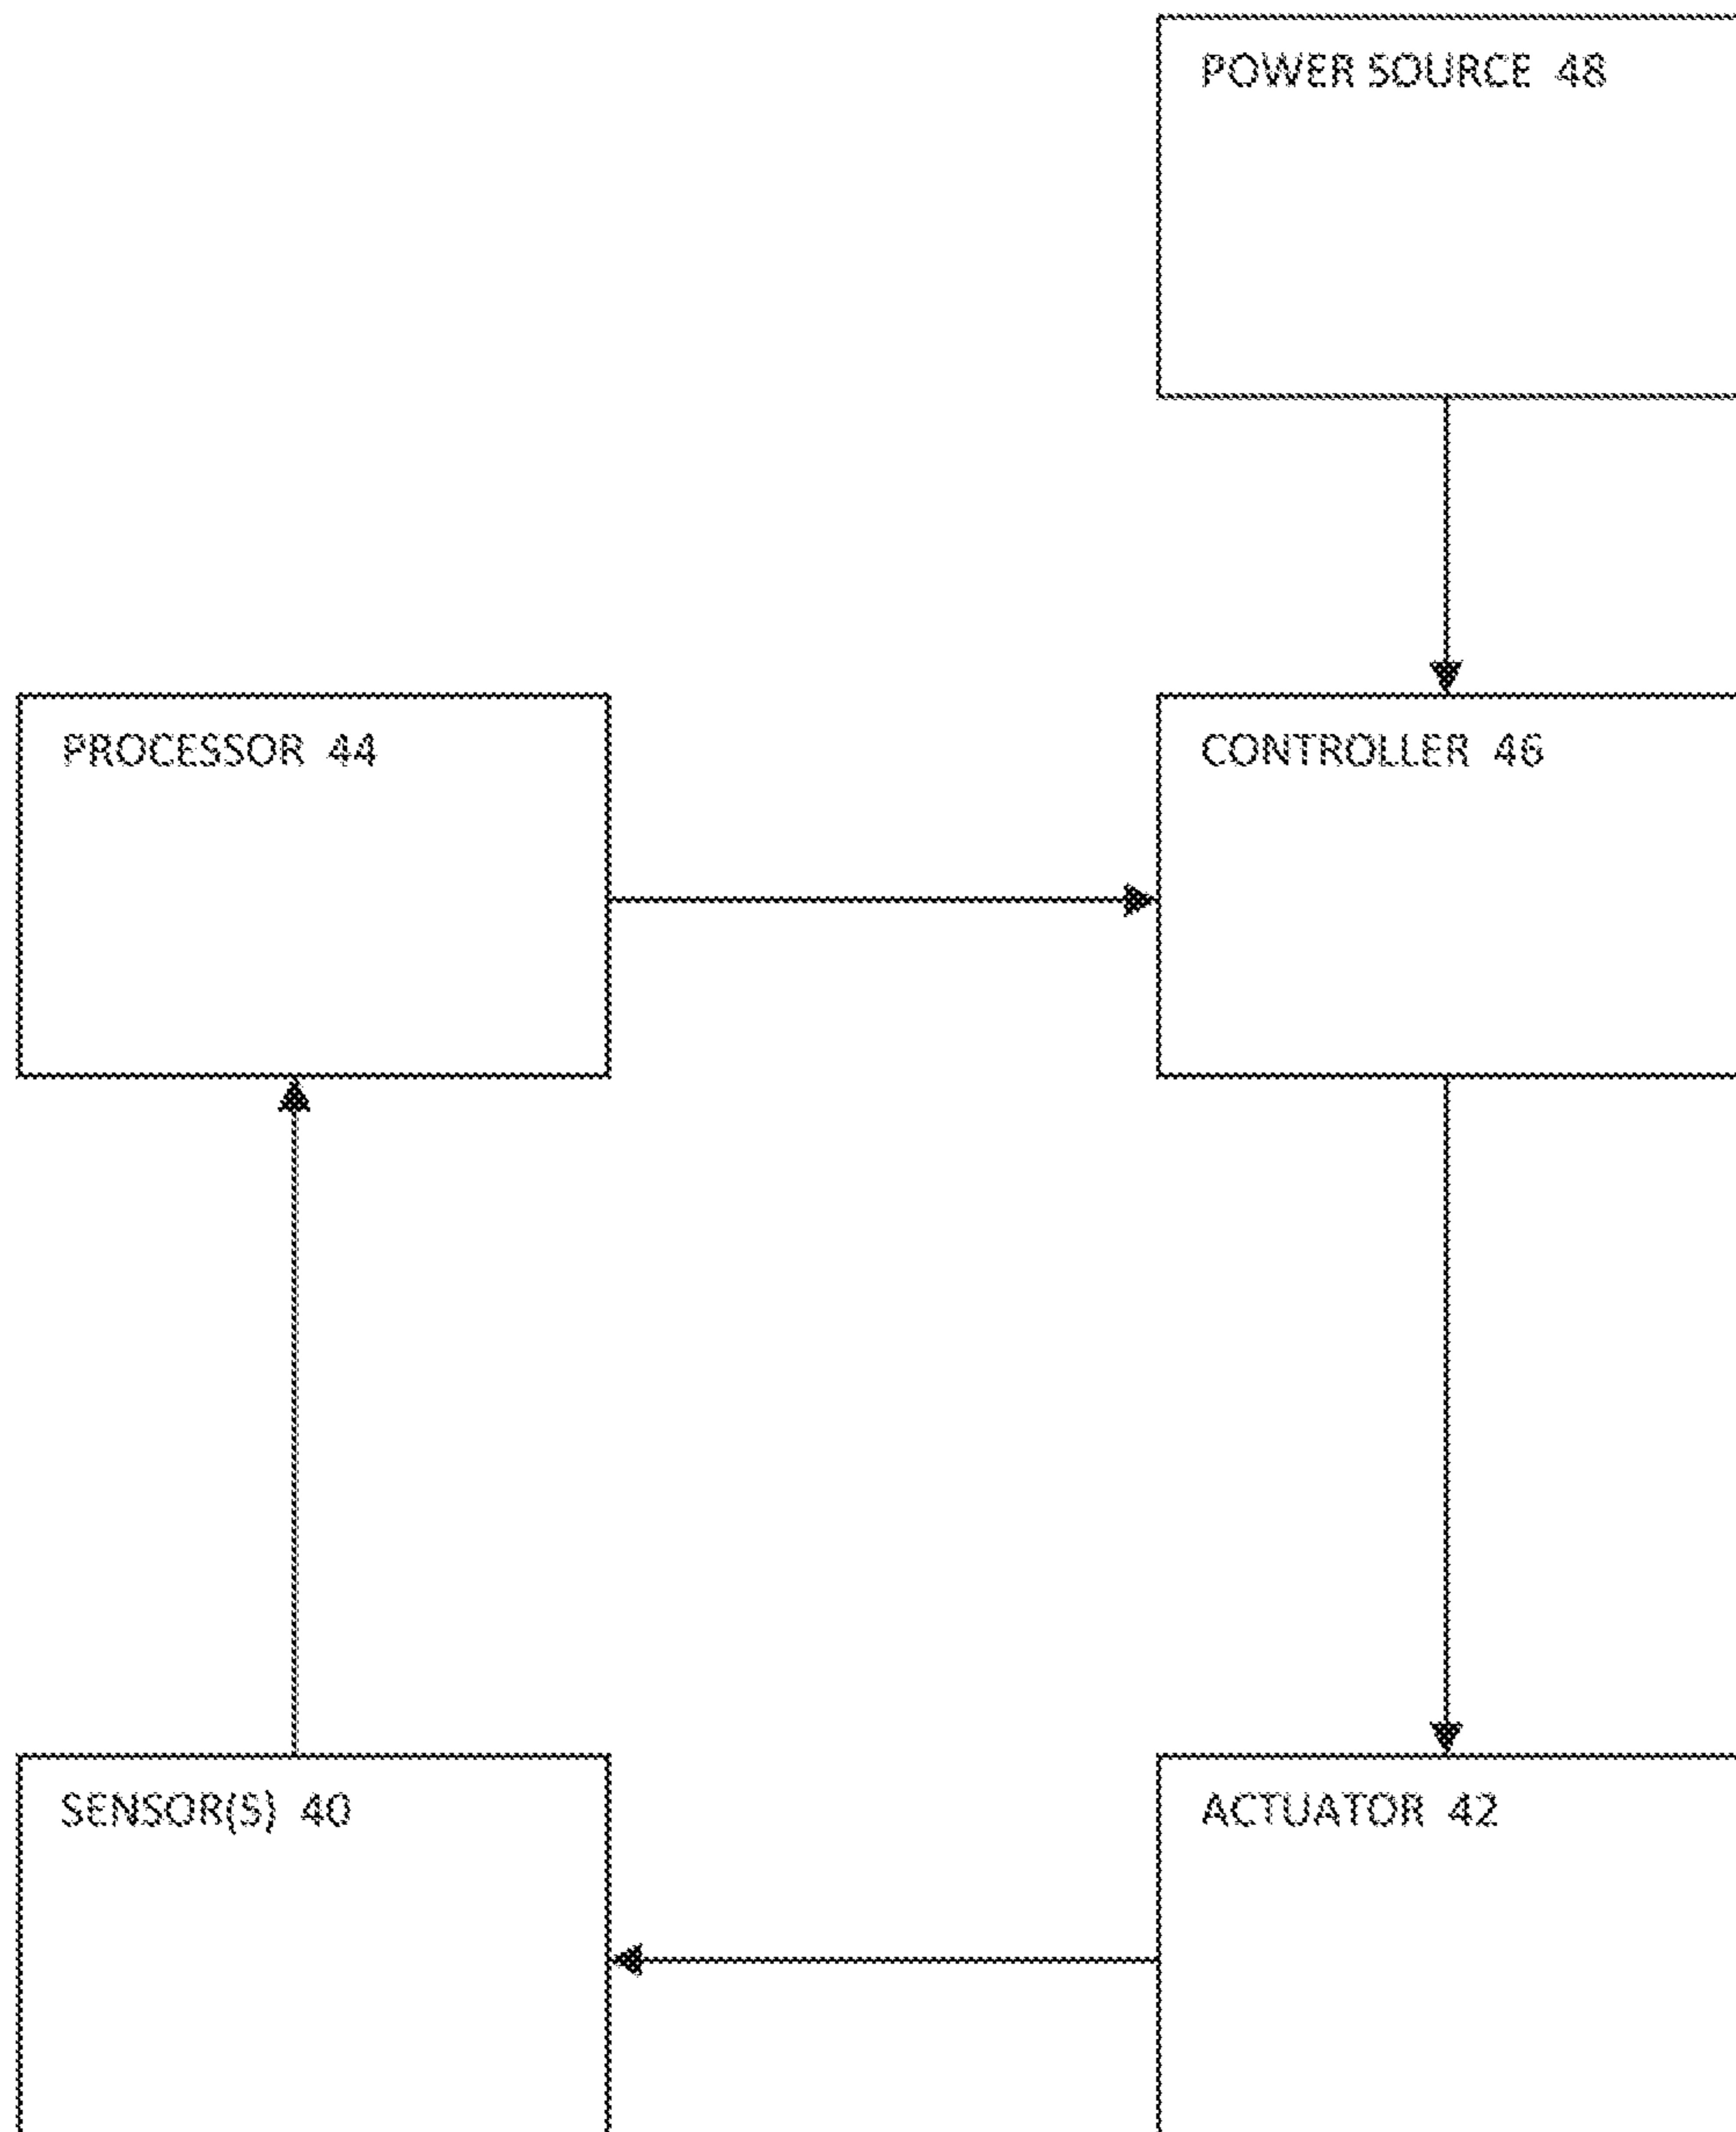 POWER SOURCE 48
PROCESSOR 44
CONTROLLER 46
SENSOR(S) 40
ACTUATOR 42